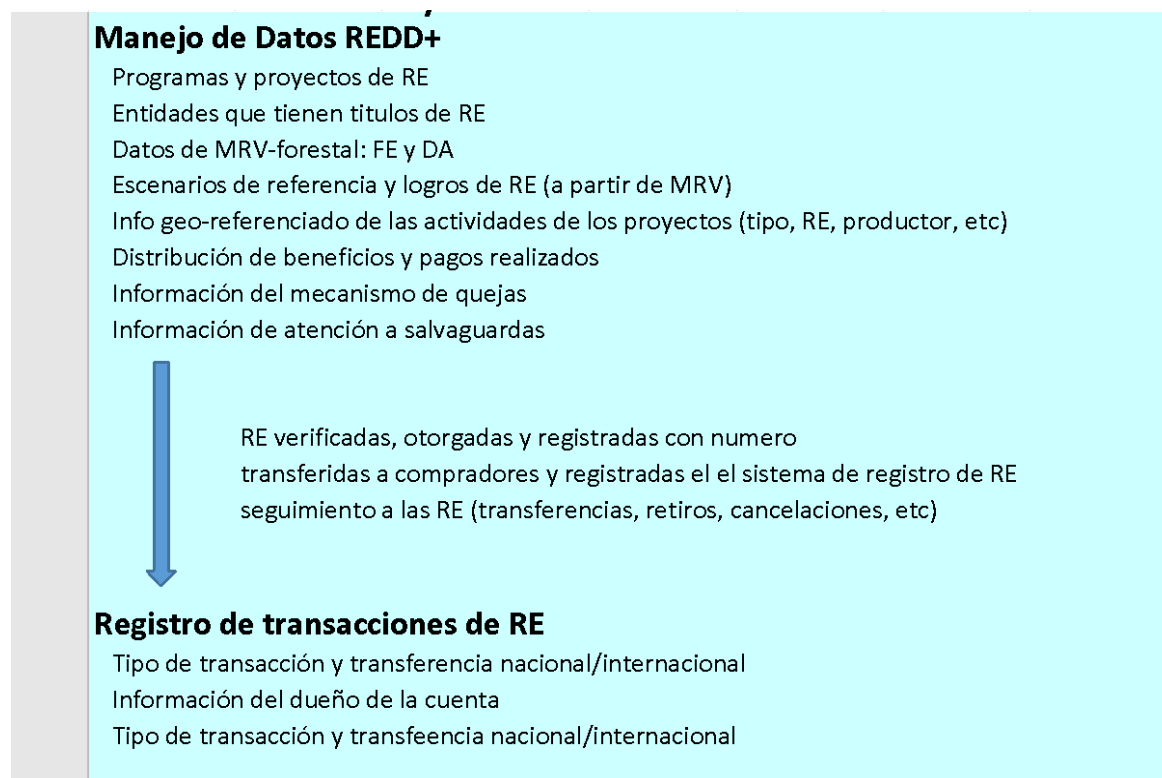 Manejo de Datos REDD+
Programas y proyectos de RE
Entidades que tienen titulos de RE
Datos de MRV-forestal: FE y DA
Escenarios de referencia y logros de RE (a partir de MRV)
Info geo-referenciado de las actividades de los proyectos (tipo, RE, productor, etc)
Distribución de beneficios y pagos realizados
Información del mecanismo de quejas
Información de atención a salvaguardas
RE verificadas, otorgadas y registradas con numero
transferidas a compradores y registradas el el sistema de registro de RE
seguimiento a las RE (transferencias, retiros, cancelaciones, etc)
Registro de transacciones de RE
Tipo de transacción y transferencia nacional/internacional
Información del dueño de la cuenta
Tipo de transacción y transfeencia nacional/internacional